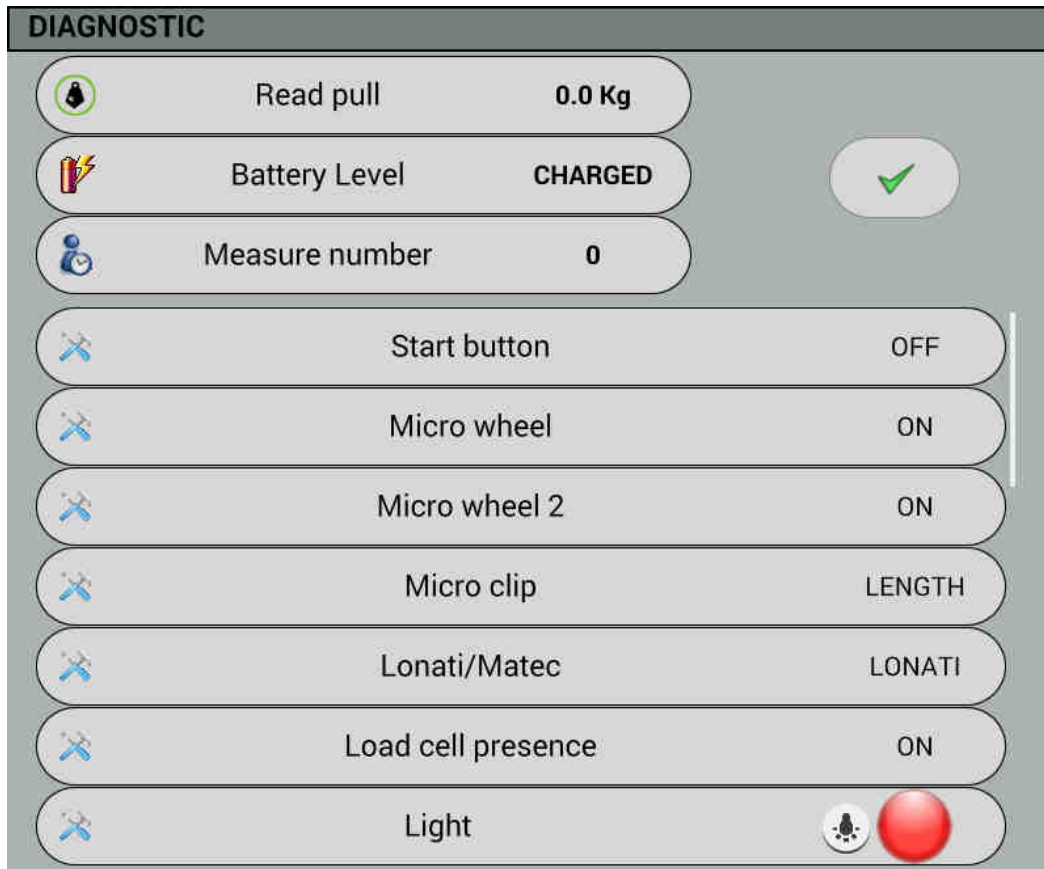 DIAGNOSTIC
Read pull 0.0 Kg
Battery Level CHARGED
Measure number 0
Start button OFF
Micro wheel ON
Micro wheel 2 ON
Micro clip LENGTH
Lonati/Matec LONATI
Load cell presence ON
Light